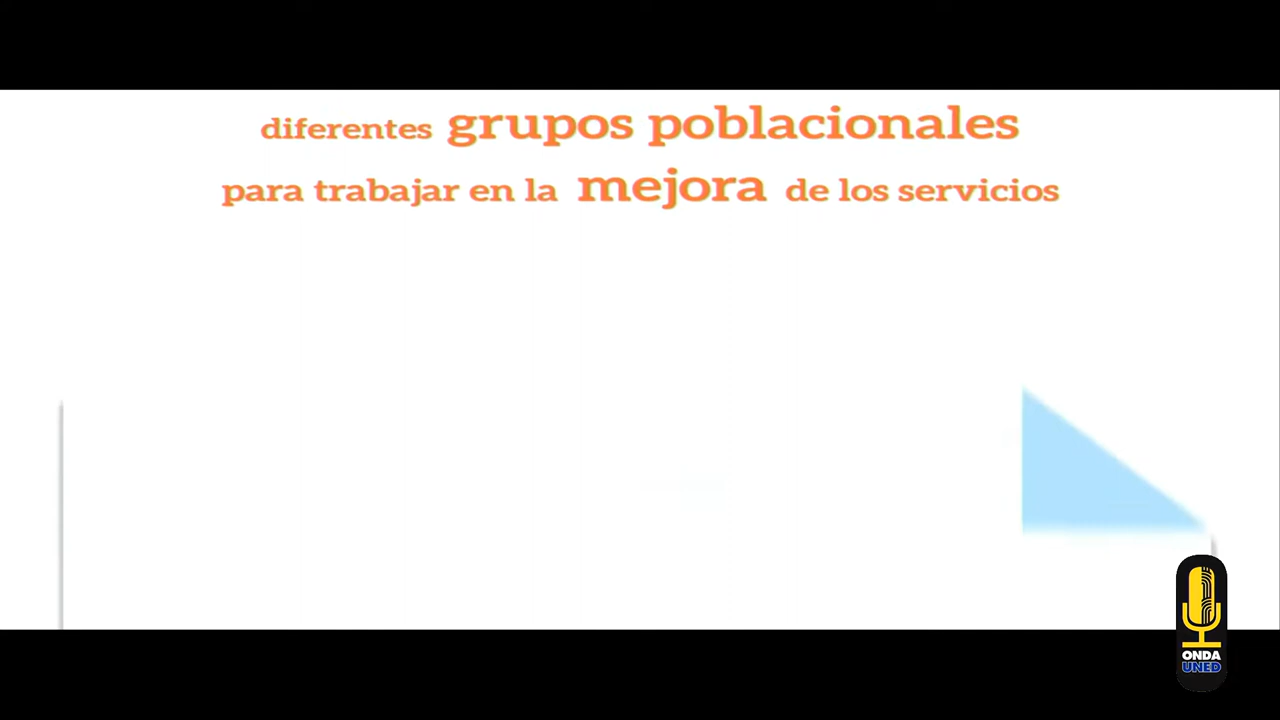 diferentes grupos poblacionales
para trabajar en la mejora de los servicios
ONDA
UNED